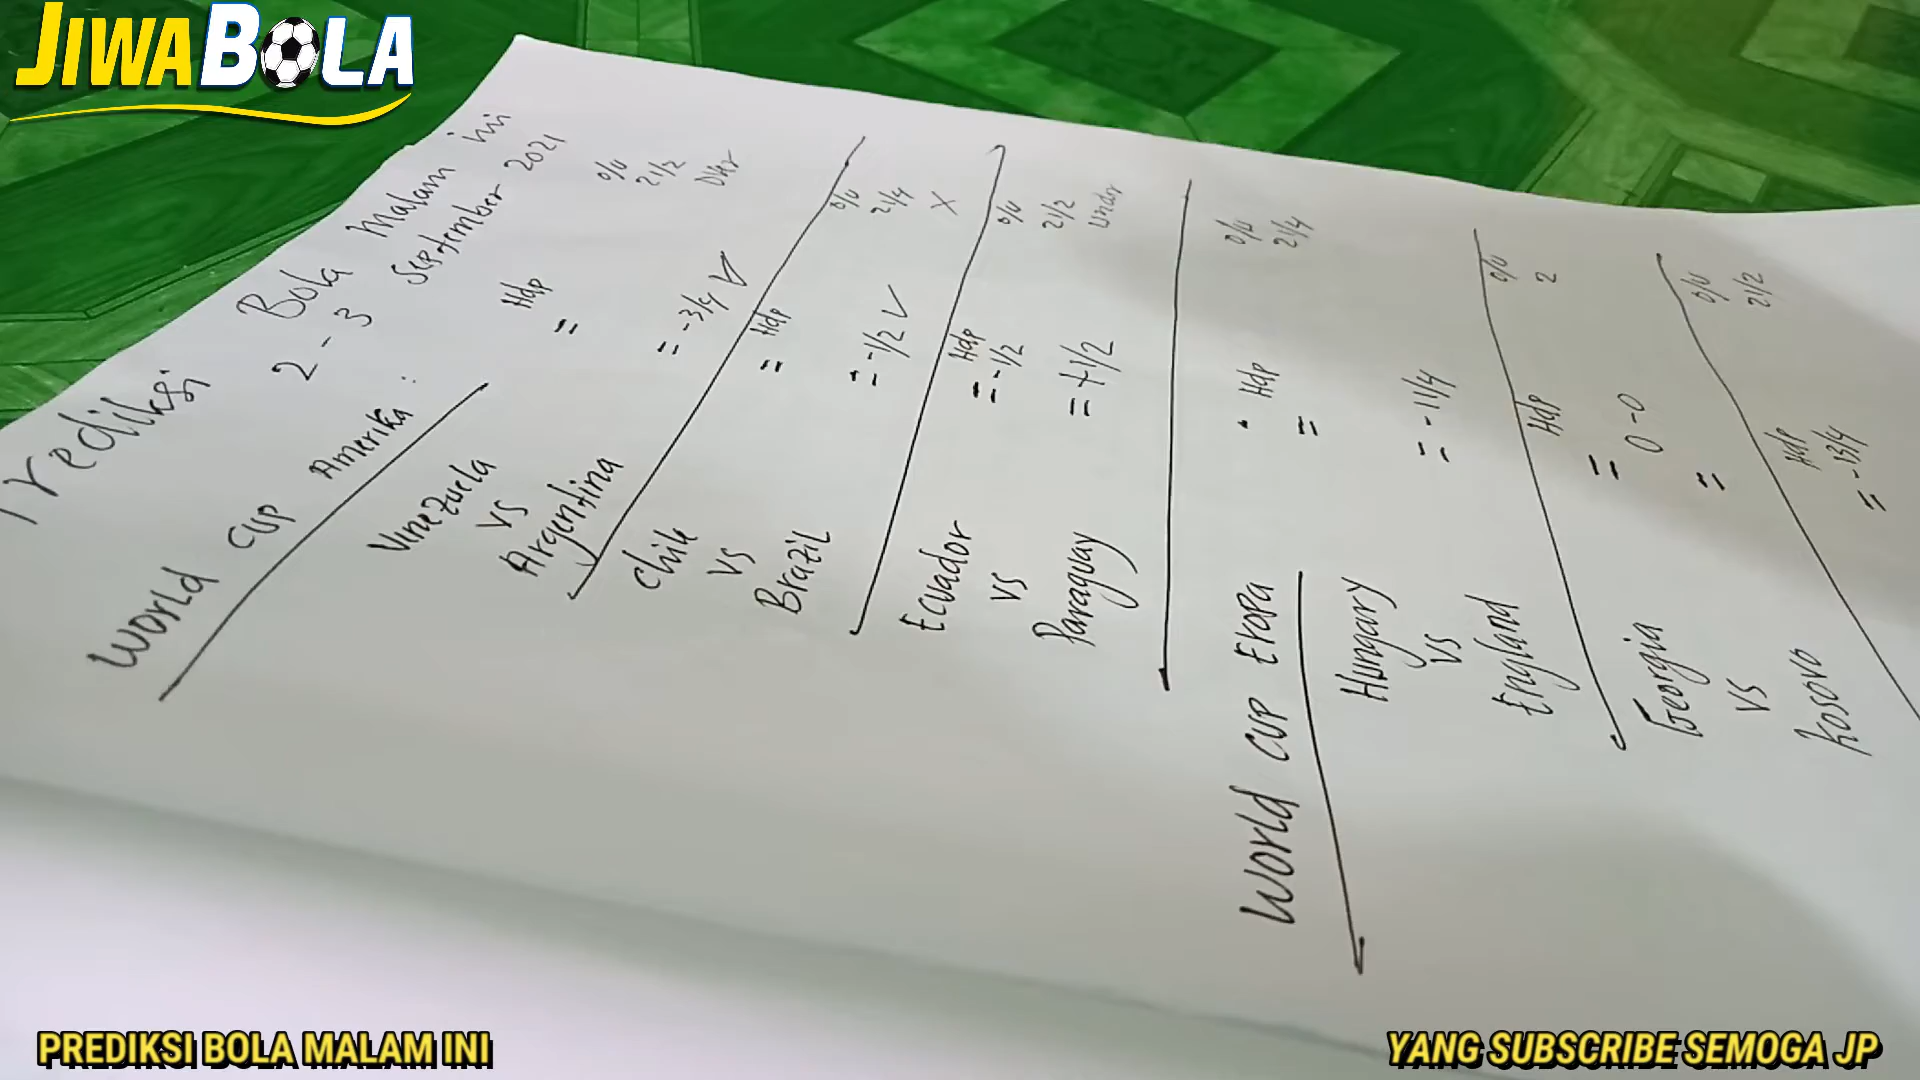 JIWABOLA
Prediksi Bola Malam ini
2-3 September 2021
World Cup Amerika :
Hdp O/U
Vinezuela = 2 1/2
vs
Argentina = -3/4 V
Hdp O/U
Chile = 2 1/4
vs X
Brazil = -1/2 V
Hdp O/U
Ecuador = -1/2 2 1/2
vs
Paraguay = +1/2
World Cup Eropa
Hdp O/U
Hungary = 2 1/4
vs
England = -1 1/4
Hdp O/U
Georgia = 0-0 2
vs
Kosovo =
Hdp O/U
= -1 3/4 2 1/2
PREDIKSI BOLA MALAM INI
YANG SUBSCRIBE SEMOGA JP